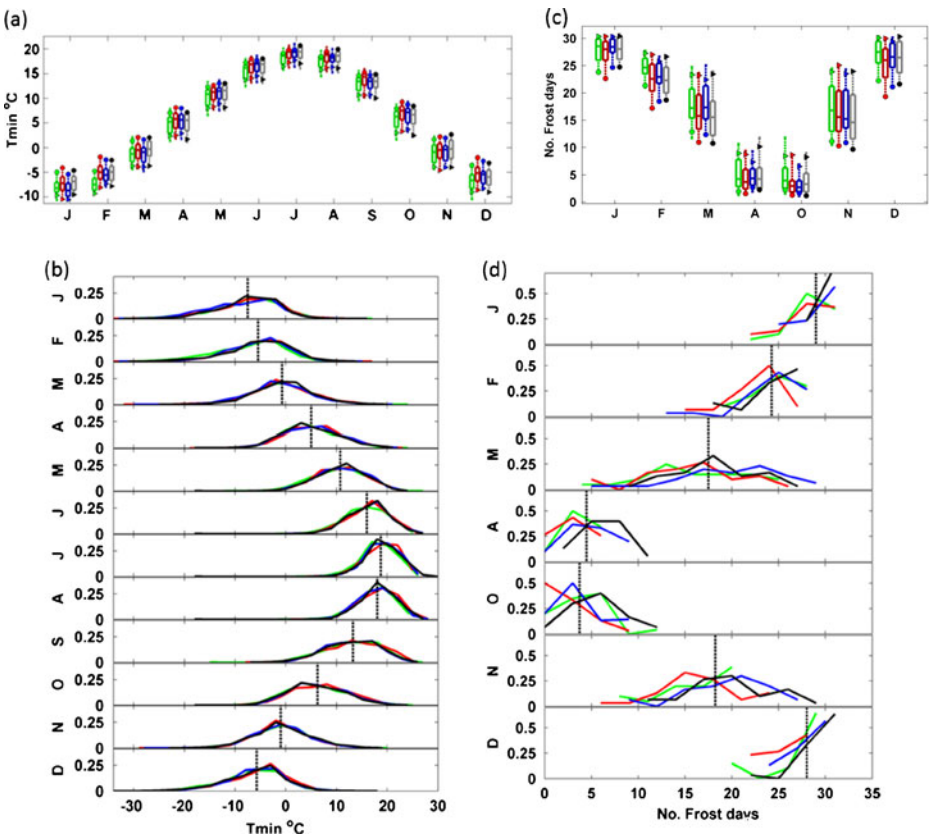 (a)
Tmin °C
20
15
10
5
0
-5
-10
J F M A M J J A S O N D
(c)
No. Frost days
30
25
20
15
10
5
0
J F M A O N D
(b)
J 0.25 0
F 0.25 0
M 0.25 0
A 0.25 0
M 0.25 0
J 0.25 0
J 0.25 0
A 0.25 0
S 0.25 0
O 0.25 0
N 0.25 0
D 0.25 0
-30 -20 -10 0 10 20 30
Tmin °C
(d)
J 0.5 0.25 0
F 0.5 0.25 0
M 0.5 0.25 0
A 0.5 0.25 0
O 0.5 0.25 0
N 0.5 0.25 0
D 0.5 0.25 0
0 5 10 15 20 25 30 35
No. Frost days